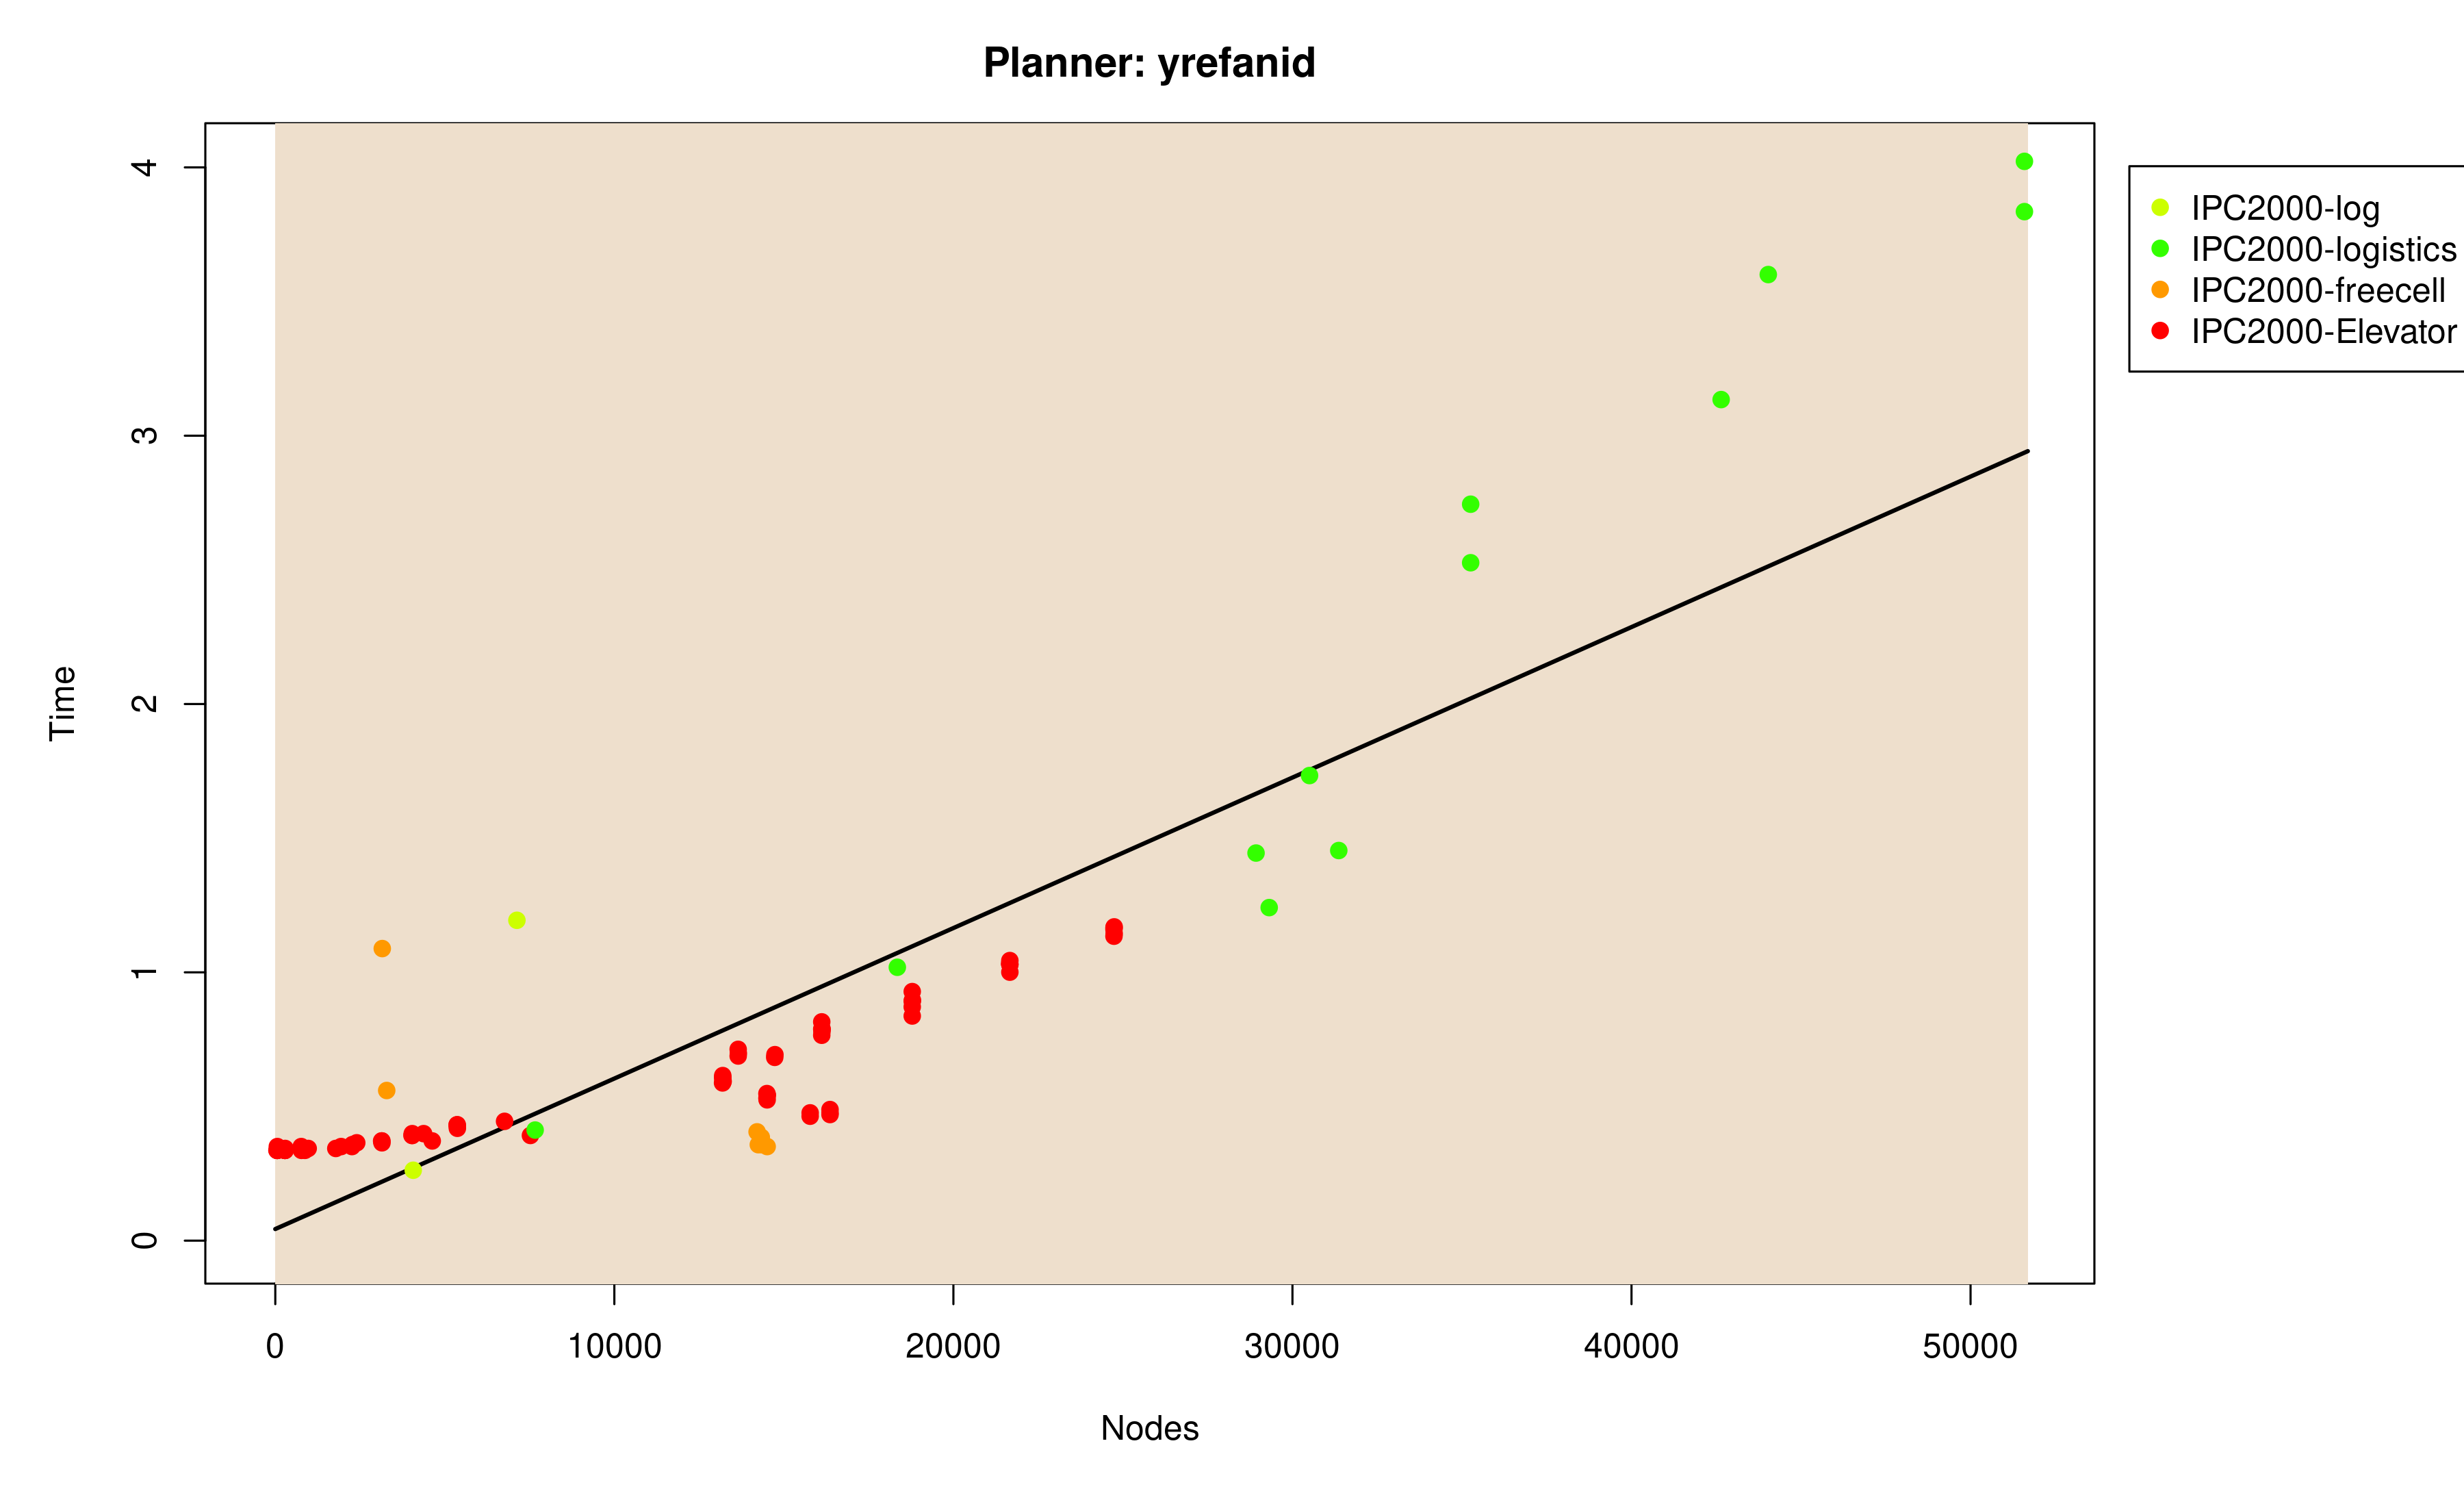 Planner: yrefanid
4
3
2
1
0
Time
0 10000 20000 30000 40000 50000
Nodes
IPC2000-log
IPC2000-logistics
IPC2000-freecell
IPC2000-Elevator